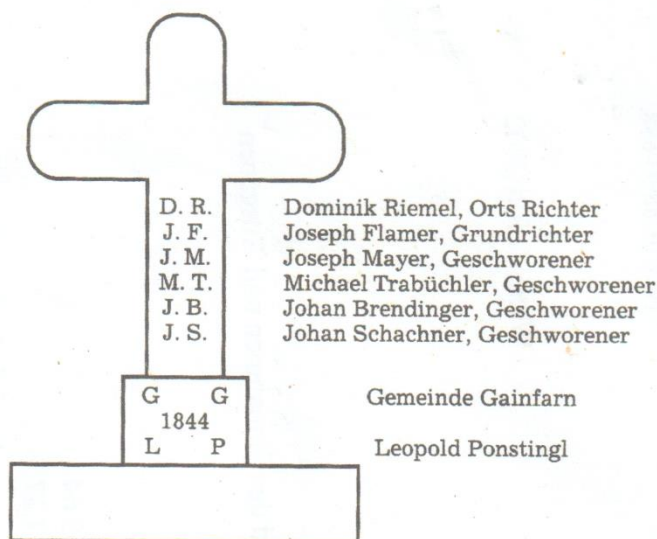 D. R. Dominik Riemel, Orts Richter
J. F. Joseph Flamer, Grundrichter
J. M. Joseph Mayer, Geschworener
M. T. Michael Trabüchler, Geschworener
J. B. Johan Brendinger, Geschworener
J. S. Johan Schachner, Geschworener
G G Gemeinde Gainfarn
1844
L P Leopold Ponstingl